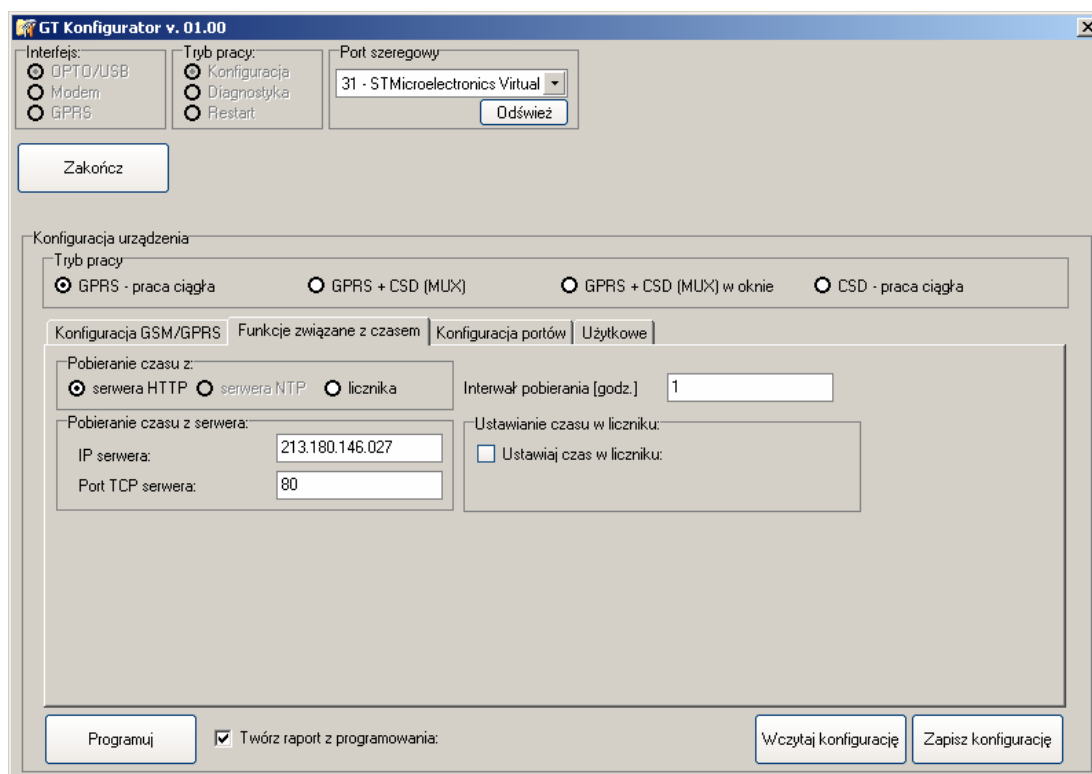 GT Konfigurator v. 01.00
Interfejs:
OPTO/USB
Modem
GPRS
Tryb pracy:
Konfiguracja
Diagnostyka
Restart
Port szeregowy
31 - STMicroelectronics Virtual
Odśwież
Zakończ
Konfiguracja urządzenia
Tryb pracy
GPRS - praca ciągła GPRS + CSD (MUX) GPRS + CSD (MUX) w oknie CSD - praca ciągła
Konfiguracja GSM/GPRS Funkcje związane z czasem Konfiguracja portów Użytkowe
Pobieranie czasu z:
serwera HTTP serwera NTP licznika
Interwał pobierania [godz.] 1
Pobieranie czasu z serwera:
IP serwera: 213.180.146.027
Port TCP serwera: 80
Ustawianie czasu w liczniku:
Ustawiaj czas w liczniku:
Programuj Twórz raport z programowania: Wczytaj konfigurację Zapisz konfigurację